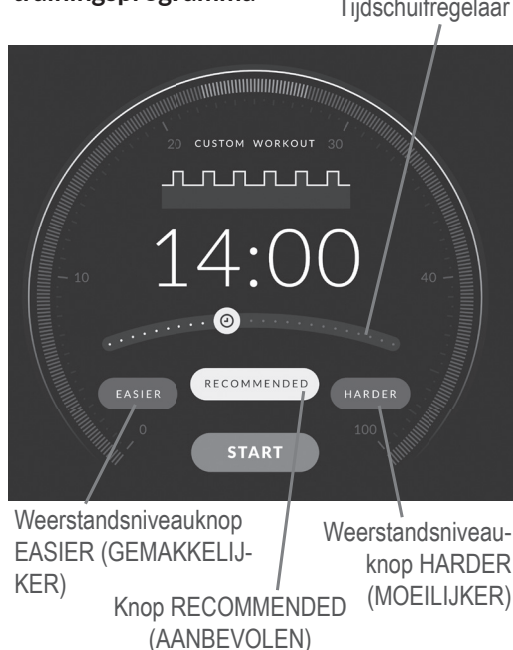 trainingsprogramma
Tijdschuifregelaar
20 CUSTOM WORKOUT 30
14:00
10
40
EASIER
RECOMMENDED
HARDER
0
100
START
Weerstandsniveauknop
EASIER (GEMAKKELIJ-
KER)
Weerstandsniveau-
knop HARDER
(MOEILIJKER)
Knop RECOMMENDED
(AANBEVOLEN)